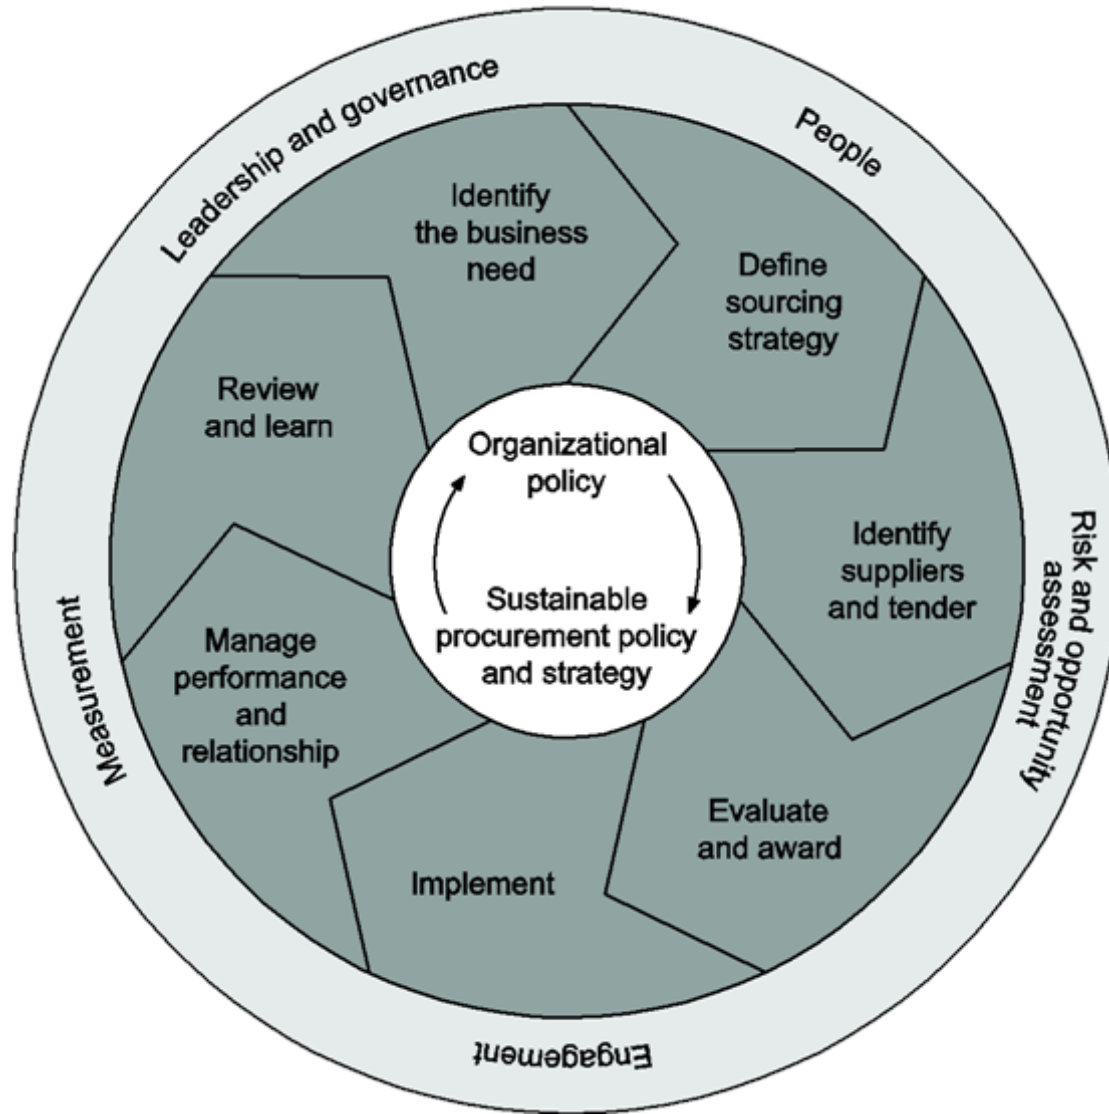 Leadership and governance
People
Risk and opportunity
assessment
Engagement
Measurement
Identify
the business
need
Define
sourcing
strategy
Identify
suppliers
and tender
Evaluate
and award
Implement
Manage
performance
and
relationship
Review
and learn
Organizational
policy
Sustainable
procurement policy
and strategy